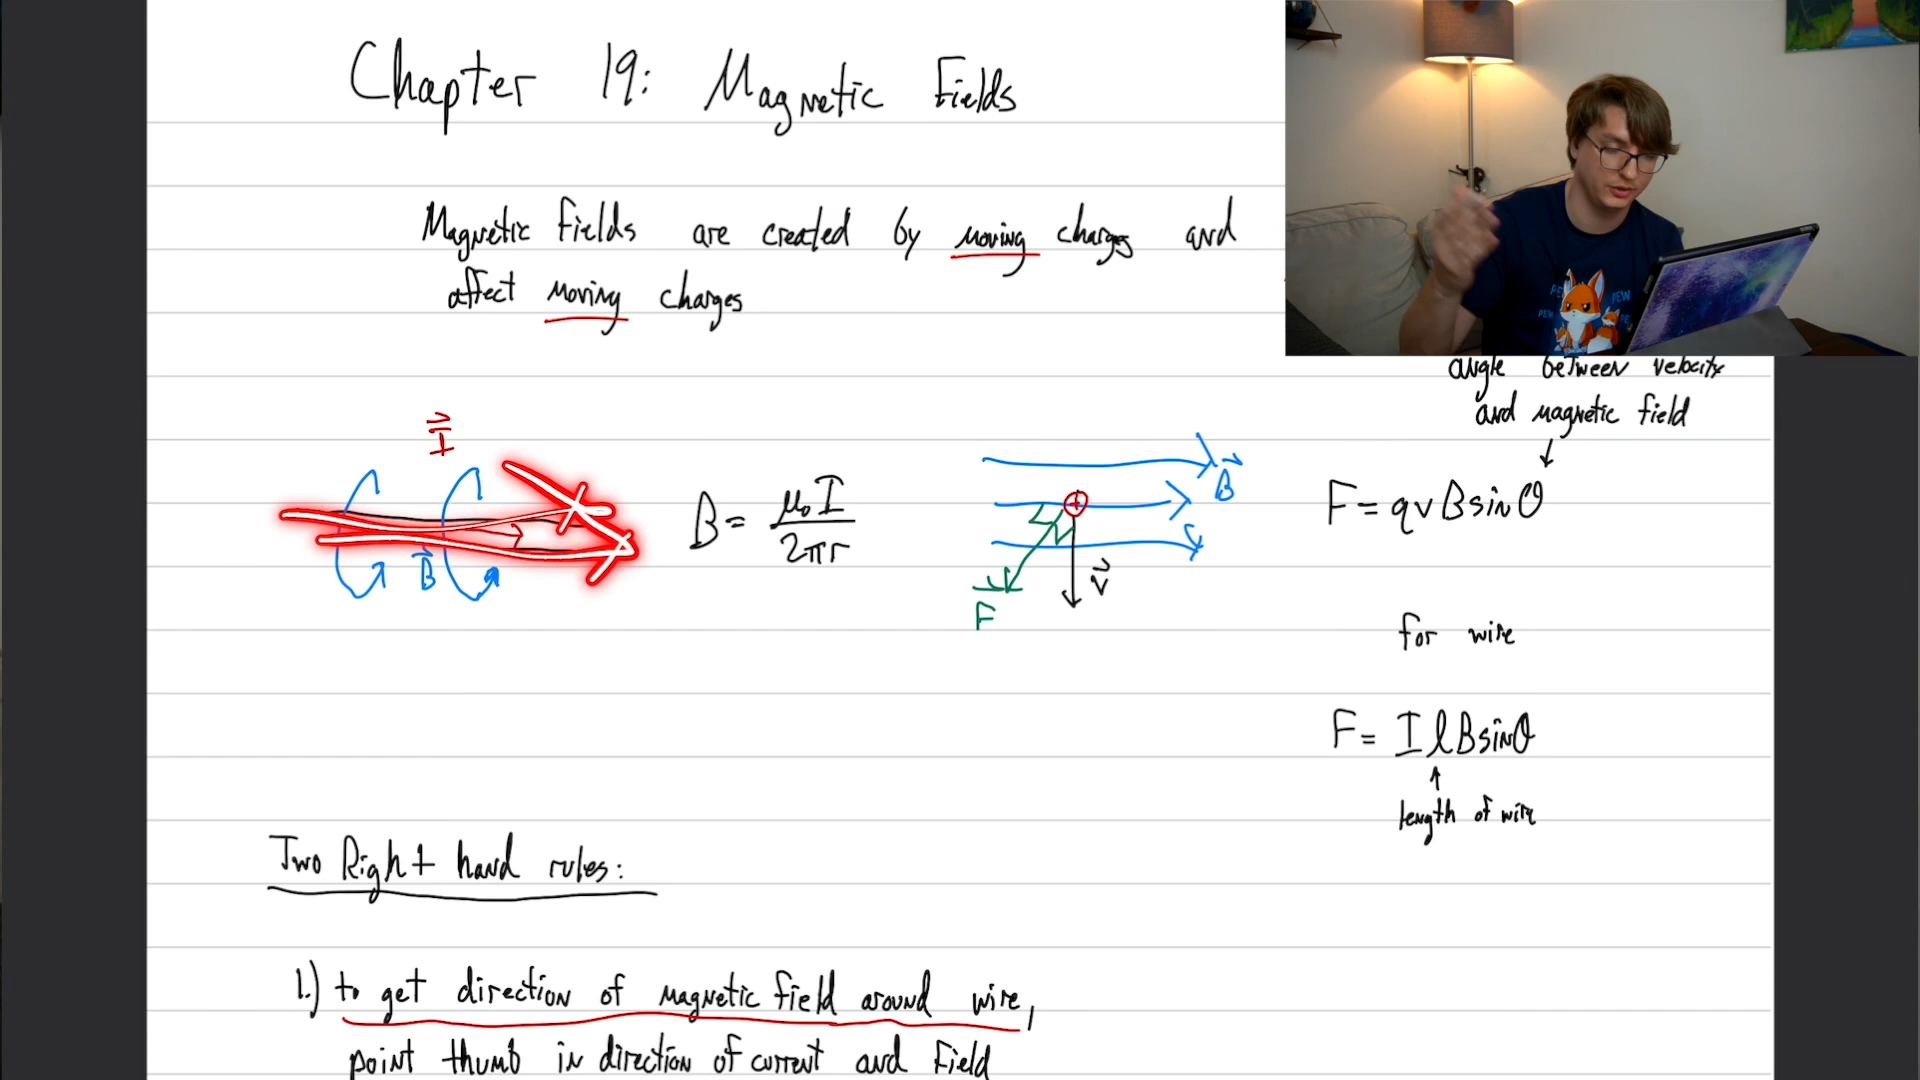 Chapter 19: Magnetic Fields
Magnetic Fields are created by moving charges and
affect moving charges
angle between velocity
and magnetic field
I
B
B = μ₀I / 2πr
B
V
F
F = qvBsinθ
for wire
F = IlBsinθ
length of wire
Two Right hand rules:
1.) to get direction of magnetic field around wire,
point thumb in direction of current and field
PEW
PEW